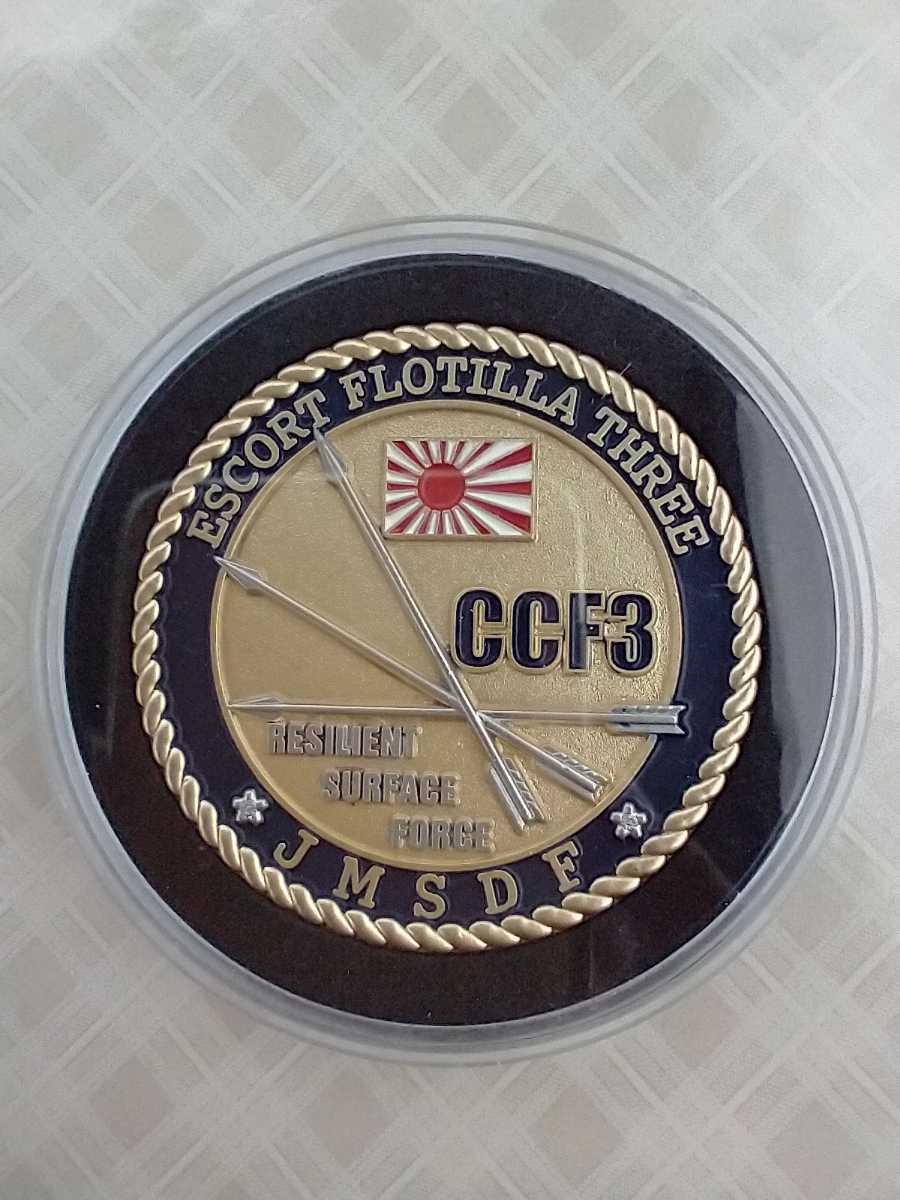 ESCORT FLOTILLA THREE
CCF3
RESILIENT
SURFACE
FORCE
JMSDF